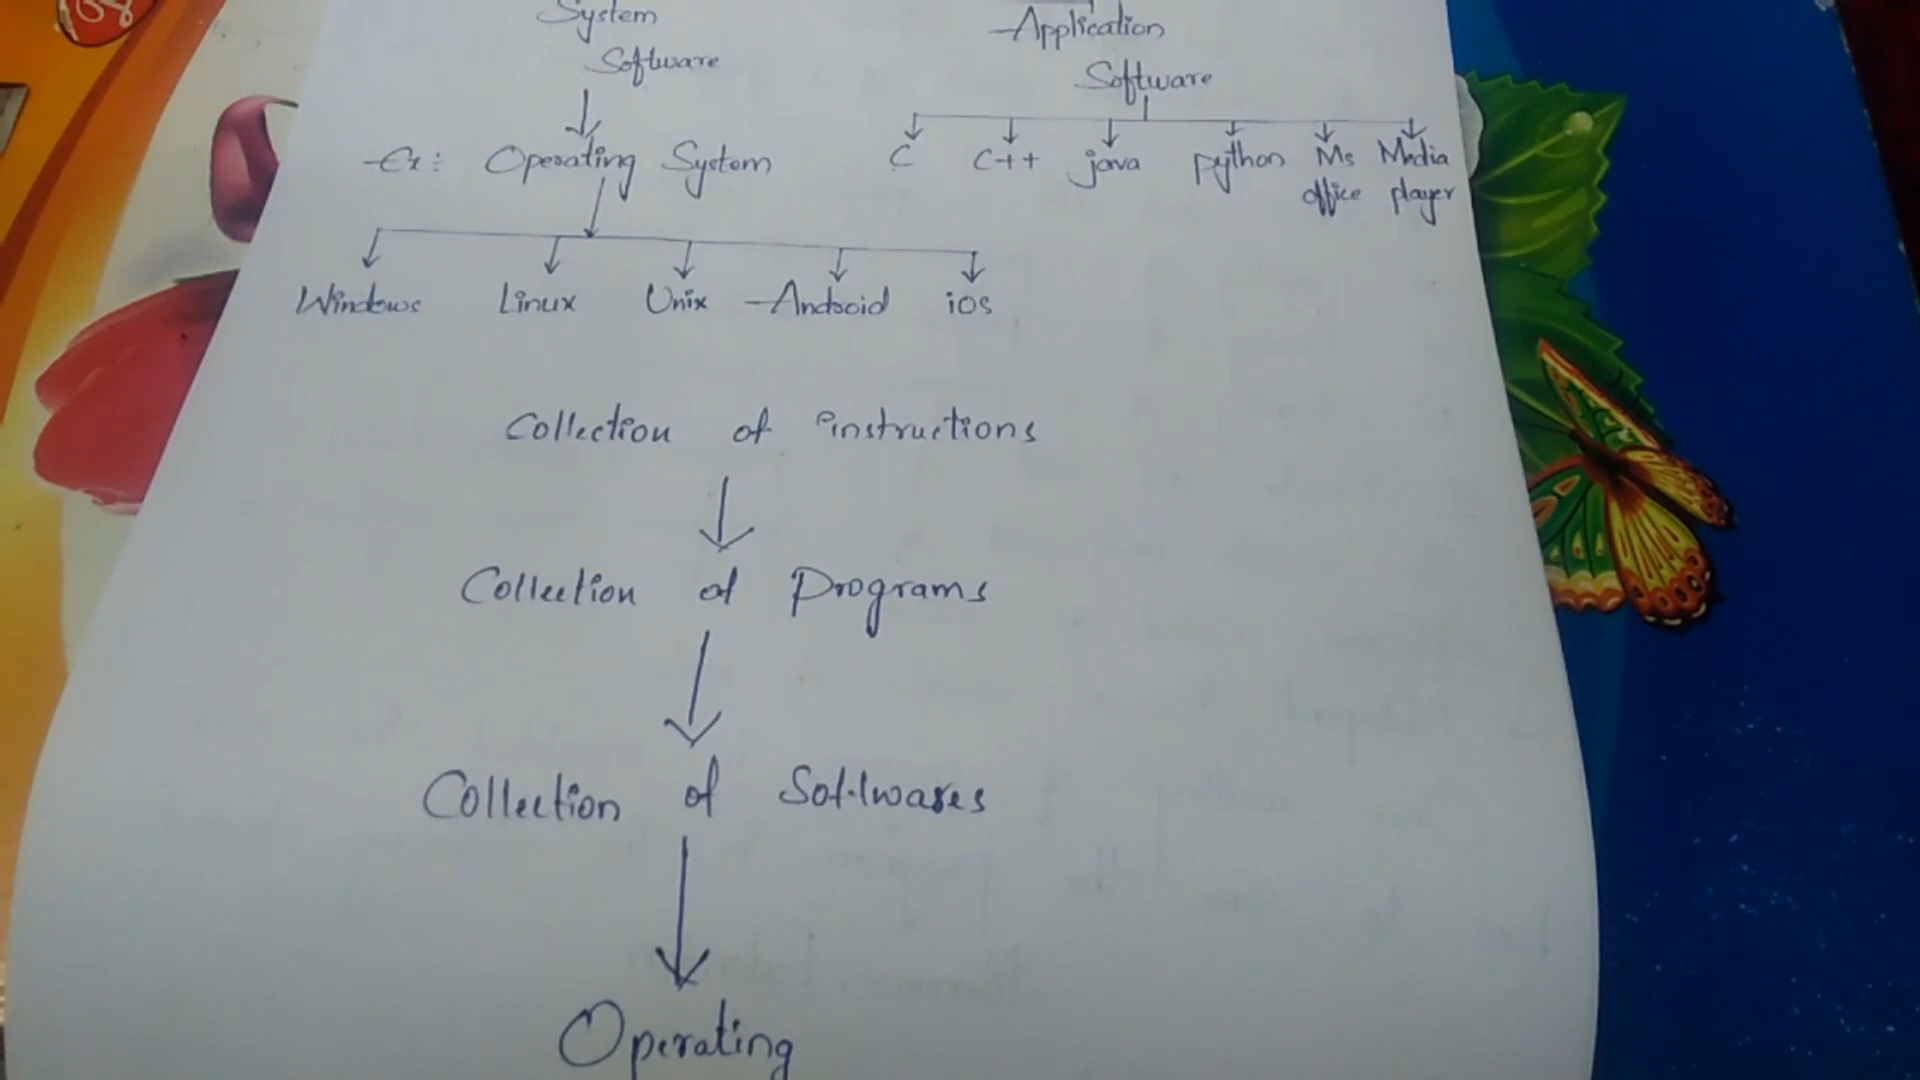 System
Software
Application
Software
Ex: Operating System
C C++ java python Ms office Media player
Windows Linux Unix Android ios
Collection of instructions
Collection of Programs
Collection of Softwares
Operating